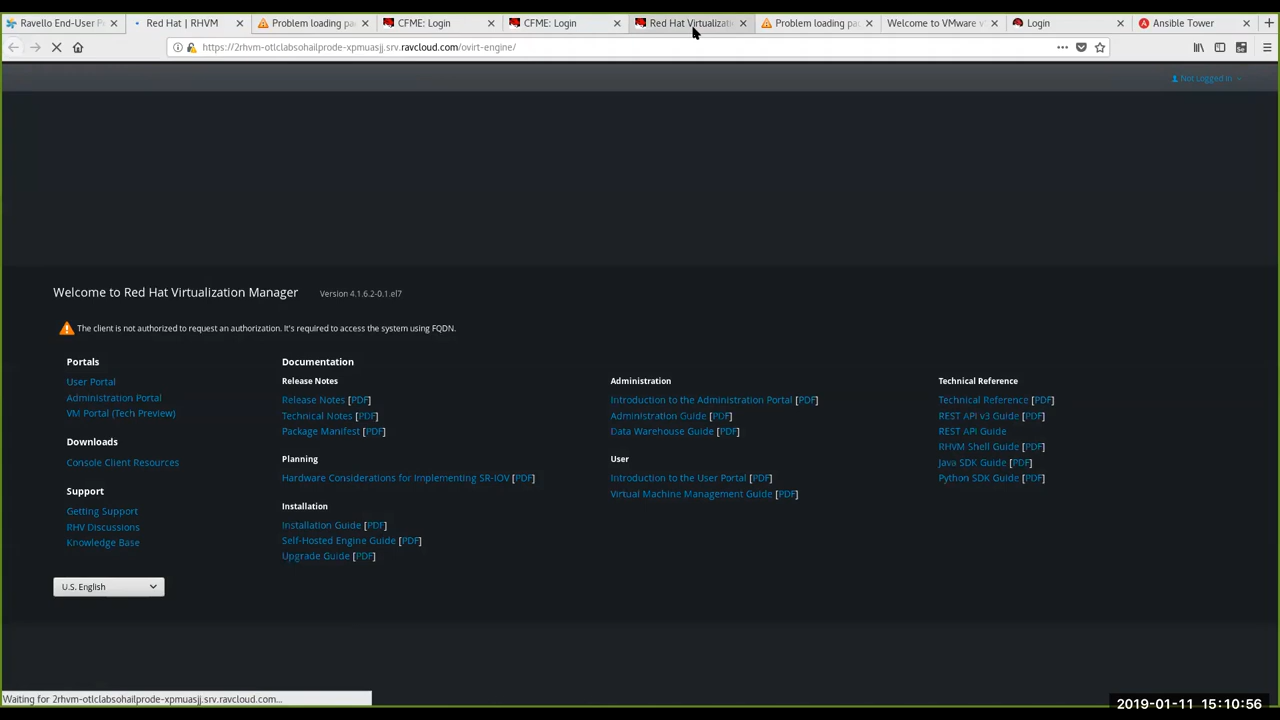 Ravello End-User P
Red Hat | RHVM
Problem loading pa
CFME: Login
CFME: Login
Red Hat Virtualizati
Problem loading pa
Welcome to VMware v
Login
Ansible Tower
https://2rhvm-otlclabsohailprode-xpmuasjj.srv.ravcloud.com/ovirt-engine/
Not Logged In
Welcome to Red Hat Virtualization Manager Version 4.1.6.2-0.1.el7
The client is not authorized to request an authorization. It's required to access the system using FQDN.
Portals
User Portal
Administration Portal
VM Portal (Tech Preview)
Downloads
Console Client Resources
Support
Getting Support
RHV Discussions
Knowledge Base
U.S. English
Documentation
Release Notes
Release Notes [PDF]
Technical Notes [PDF]
Package Manifest [PDF]
Planning
Hardware Considerations for Implementing SR-IOV [PDF]
Installation
Installation Guide [PDF]
Self-Hosted Engine Guide [PDF]
Upgrade Guide [PDF]
Administration
Introduction to the Administration Portal [PDF]
Administration Guide [PDF]
Data Warehouse Guide [PDF]
User
Introduction to the User Portal [PDF]
Virtual Machine Management Guide [PDF]
Technical Reference
Technical Reference [PDF]
REST API v3 Guide [PDF]
REST API Guide
RHVM Shell Guide [PDF]
Java SDK Guide [PDF]
Python SDK Guide [PDF]
Waiting for 2rhvm-otlclabsohailprode-xpmuasjj.srv.ravcloud.com...
2019-01-11 15:10:56